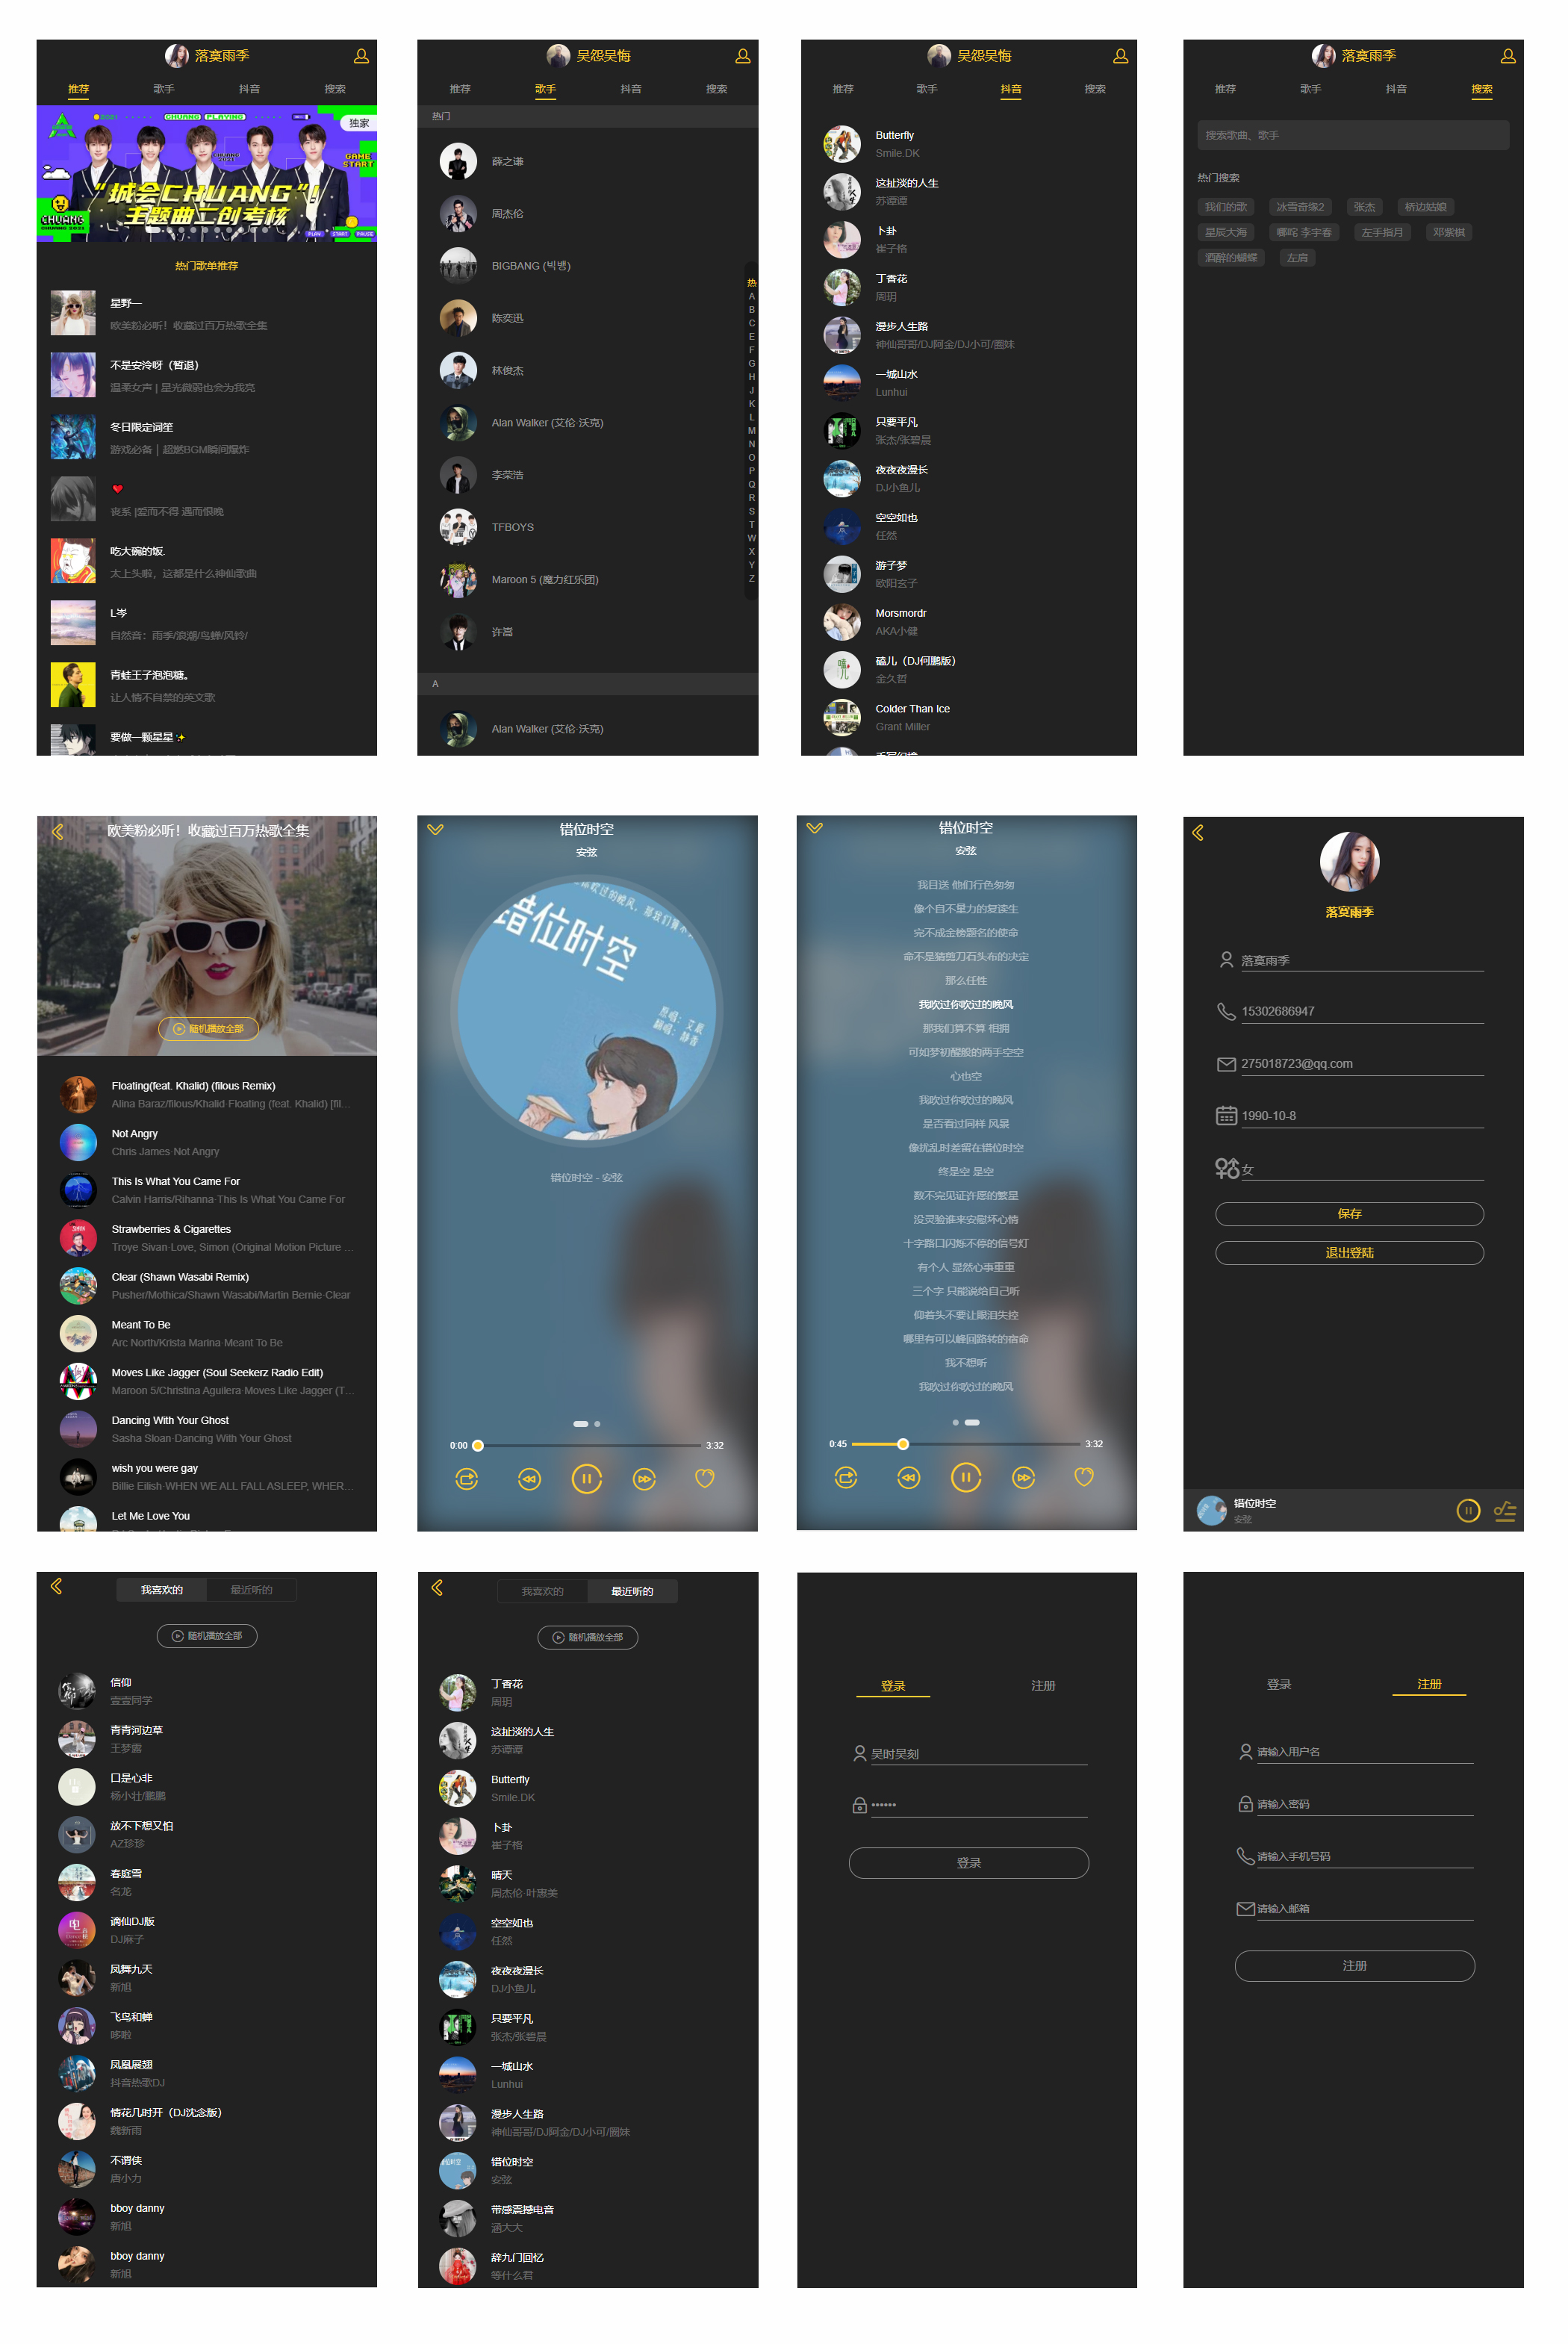 落寞雨季
推荐
歌手
抖音
搜索
独家
CHUANG PLAYING
GAME START
“城会CHUANG”!
主题曲二创考核
CHUANG
CHUANG 2021
PLAY START PAUSE
热门歌单推荐
星野一
欧美粉必听！收藏过百万热歌全集
不是安泠呀（暂退）
温柔女声 | 星光微弱也会为我亮
冬日限定词笙
游戏必备｜超燃BGM瞬间爆炸
丧系 |爱而不得 遇而恨晚
吃大碗的饭.
太上头啦，这都是什么神仙歌曲
L岑
自然音：雨季/浪潮/鸟蝉/风铃/
青蛙王子泡泡糖。
让人情不自禁的英文歌
要做一颗星星✨
吴怨吴悔
推荐
歌手
抖音
搜索
热门
薛之谦
周杰伦
BIGBANG (빅뱅)
陈奕迅
林俊杰
Alan Walker (艾伦·沃克)
李荣浩
TFBOYS
Maroon 5 (魔力红乐团)
许嵩
A
Alan Walker (艾伦·沃克)
热
A
B
C
E
F
G
H
J
K
L
M
N
O
P
Q
R
S
T
W
X
Y
Z
吴怨吴悔
推荐
歌手
抖音
搜索
Butterfly
Smile.DK
这扯淡的人生
苏谭谭
卜卦
崔子格
丁香花
周玥
漫步人生路
神仙哥哥/DJ阿金/DJ小可/圈妹
一城山水
Lunhui
只要平凡
张杰/张碧晨
夜夜夜漫长
DJ小鱼儿
空空如也
任然
游子梦
欧阳玄子
Morsmordr
AKA小健
嗑儿（DJ何鹏版）
金久哲
Colder Than Ice
Grant Miller
落寞雨季
推荐
歌手
抖音
搜索
搜索歌曲、歌手
热门搜索
我们的歌 冰雪奇缘2 张杰 桥边姑娘
星辰大海 哪咤 李宇春 左手指月 邓紫棋
酒醉的蝴蝶 左肩
欧美粉必听！收藏过百万热歌全集
随机播放全部
Floating(feat. Khalid) (filous Remix)
Alina Baraz/filous/Khalid·Floating (feat. Khalid) [fil...
Not Angry
Chris James·Not Angry
This Is What You Came For
Calvin Harris/Rihanna·This Is What You Came For
Strawberries & Cigarettes
Troye Sivan·Love, Simon (Original Motion Picture ...
Clear (Shawn Wasabi Remix)
Pusher/Mothica/Shawn Wasabi/Martin Bernie·Clear
Meant To Be
Arc North/Krista Marina·Meant To Be
Moves Like Jagger (Soul Seekerz Radio Edit)
Maroon 5/Christina Aguilera·Moves Like Jagger (T...
Dancing With Your Ghost
Sasha Sloan·Dancing With Your Ghost
wish you were gay
Billie Eilish·WHEN WE ALL FALL ASLEEP, WHER...
Let Me Love You
错位时空
安弦
错位时空
错位时空 - 安弦
0:00
3:32
错位时空
安弦
我目送 他们行色匆匆
像个自不量力的复读生
完不成金榜题名的使命
命不是猜剪刀石头布的决定
那么任性
我吹过你吹过的晚风
那我们算不算 相拥
可如梦初醒般的两手空空
心也空
我吹过你吹过的晚风
是否看过同样 风景
像扰乱时差留在错位时空
终是空 是空
数不完见证许愿的繁星
没灵验谁来安慰坏心情
十字路口闪烁不停的信号灯
有个人 显然心事重重
三个字 只能说给自己听
仰着头不要让眼泪失控
哪里有可以峰回路转的宿命
我不想听
我吹过你吹过的晚风
0:45
3:32
落寞雨季
落寞雨季
15302686947
275018723@qq.com
1990-10-8
女
保存
退出登陆
错位时空
安弦
我喜欢的
最近听的
随机播放全部
信仰
壹壹同学
青青河边草
王梦露
口是心非
杨小壮/鹏鹏
放不下想又怕
AZ珍珍
春庭雪
名龙
谪仙DJ版
DJ麻子
凤舞九天
新旭
飞鸟和蝉
哆啦
凤凰展翅
抖音热歌DJ
情花几时开（DJ沈念版）
魏新雨
不谓侠
唐小力
bboy danny
新旭
bboy danny
新旭
我喜欢的
最近听的
随机播放全部
丁香花
周玥
这扯淡的人生
苏谭谭
Butterfly
Smile.DK
卜卦
崔子格
晴天
周杰伦·叶惠美
空空如也
任然
夜夜夜漫长
DJ小鱼儿
只要平凡
张杰/张碧晨
一城山水
Lunhui
漫步人生路
神仙哥哥/DJ阿金/DJ小可/圈妹
错位时空
安弦
带感震撼电音
涵大大
辞九门回忆
等什么君
登录
注册
吴时吴刻
••••••
登录
登录
注册
请输入用户名
请输入密码
请输入手机号码
请输入邮箱
注册